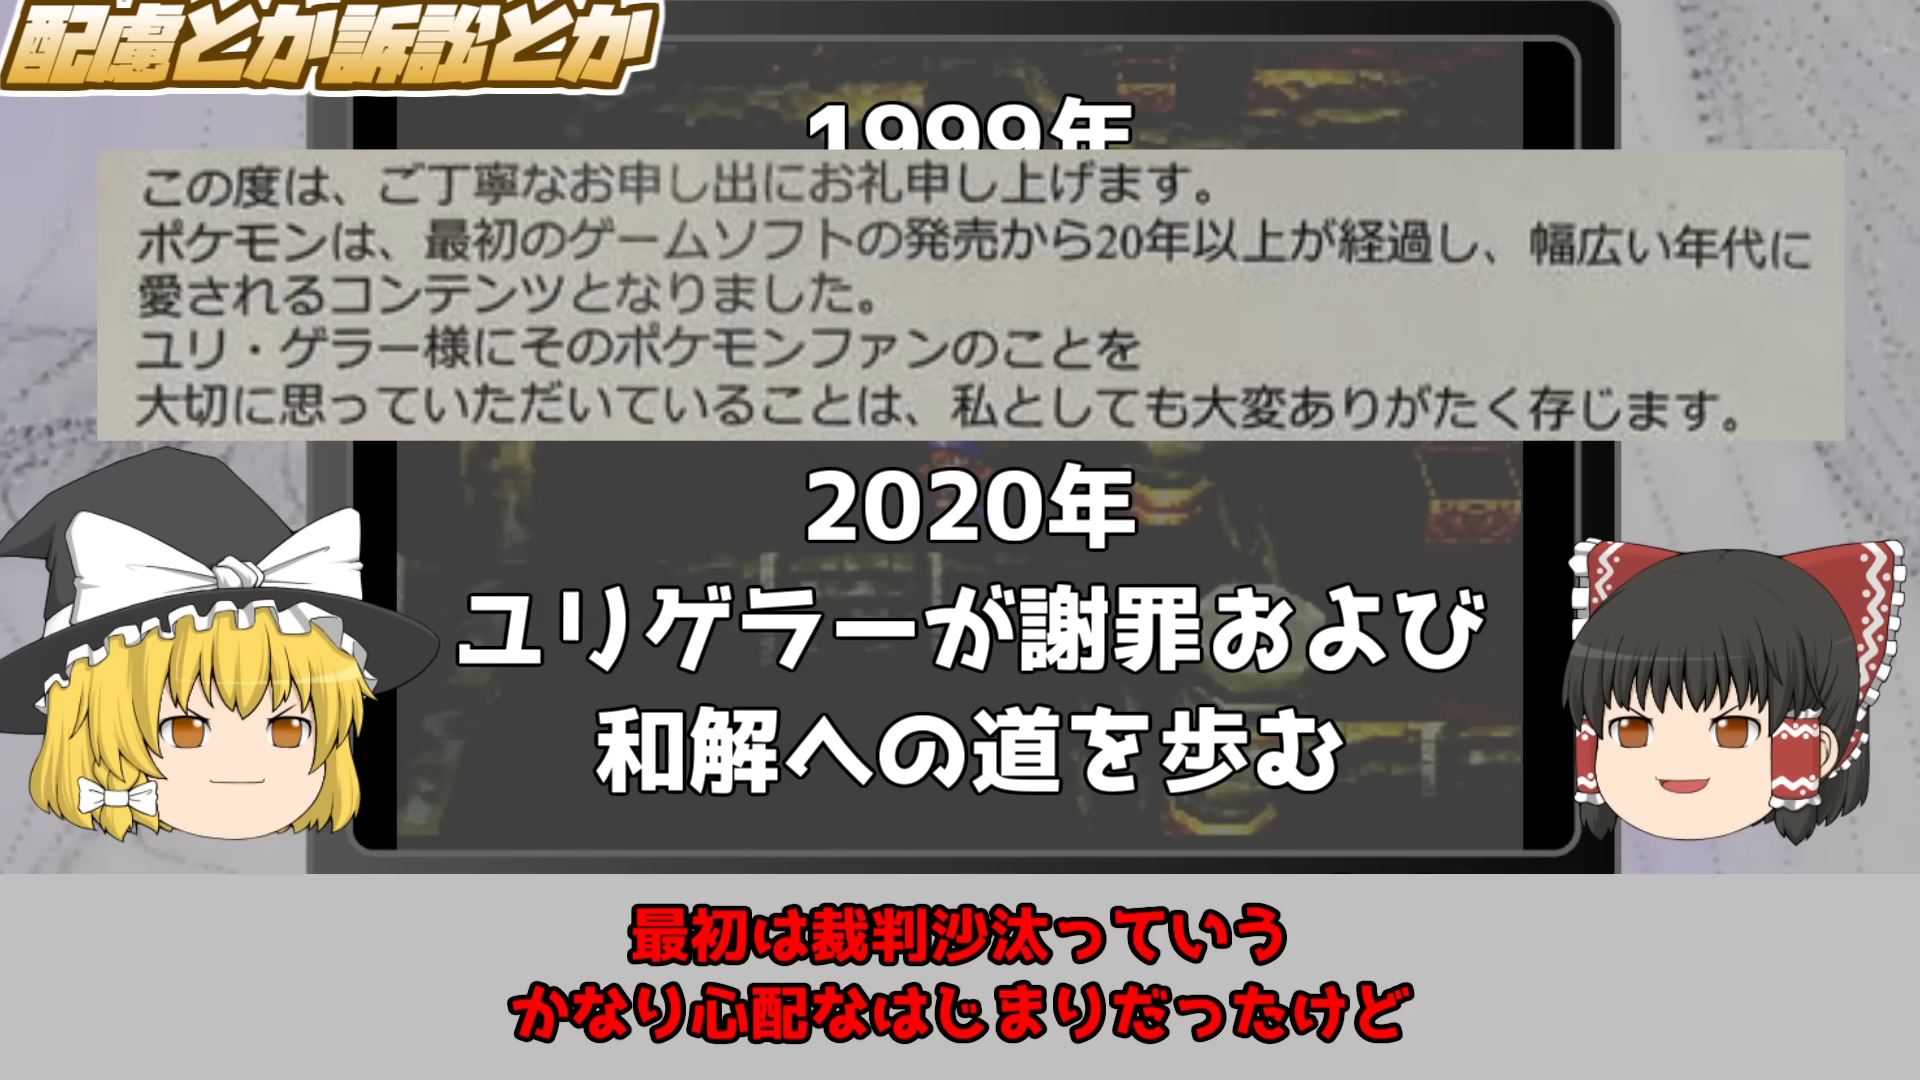 配慮とか訴訟とか
1999年
この度は、ご丁寧なお申し出にお礼申し上げます。
ポケモンは、最初のゲームソフトの発売から20年以上が経過し、幅広い年代に
愛されるコンテンツとなりました。
ユリ・ゲラー様にそのポケモンファンのことを
大切に思っていただいていることは、私としても大変ありがたく存じます。
2020年
ユリゲラーが謝罪および
和解への道を歩む
最初は裁判沙汰っていう
かなり心配なはじまりだったけど